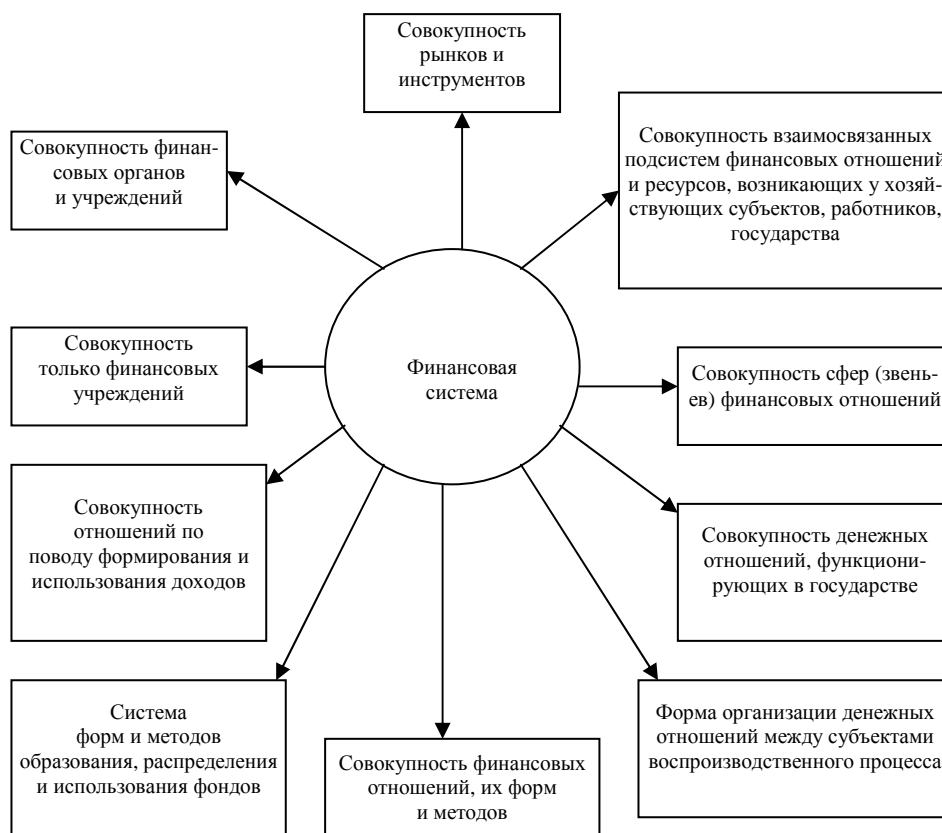 Совокупность
рынков и
инструментов
Совокупность финан-
совых органов
и учреждений
Совокупность взаимосвязанных
подсистем финансовых отношений
и ресурсов, возникающих у хозяй-
ствующих субъектов, работников,
государства
Совокупность
только финансовых
учреждений
Финансовая
система
Совокупность сфер (звень-
ев) финансовых отношений
Совокупность
отношений по
поводу формирования и
использования доходов
Совокупность денежных
отношений, функциони-
рующих в государстве
Система
форм и методов
образования, распределения
и использования фондов
Совокупность финансовых
отношений, их форм
и методов
Форма организации денежных
отношений между субъектами
воспроизводственного процесса